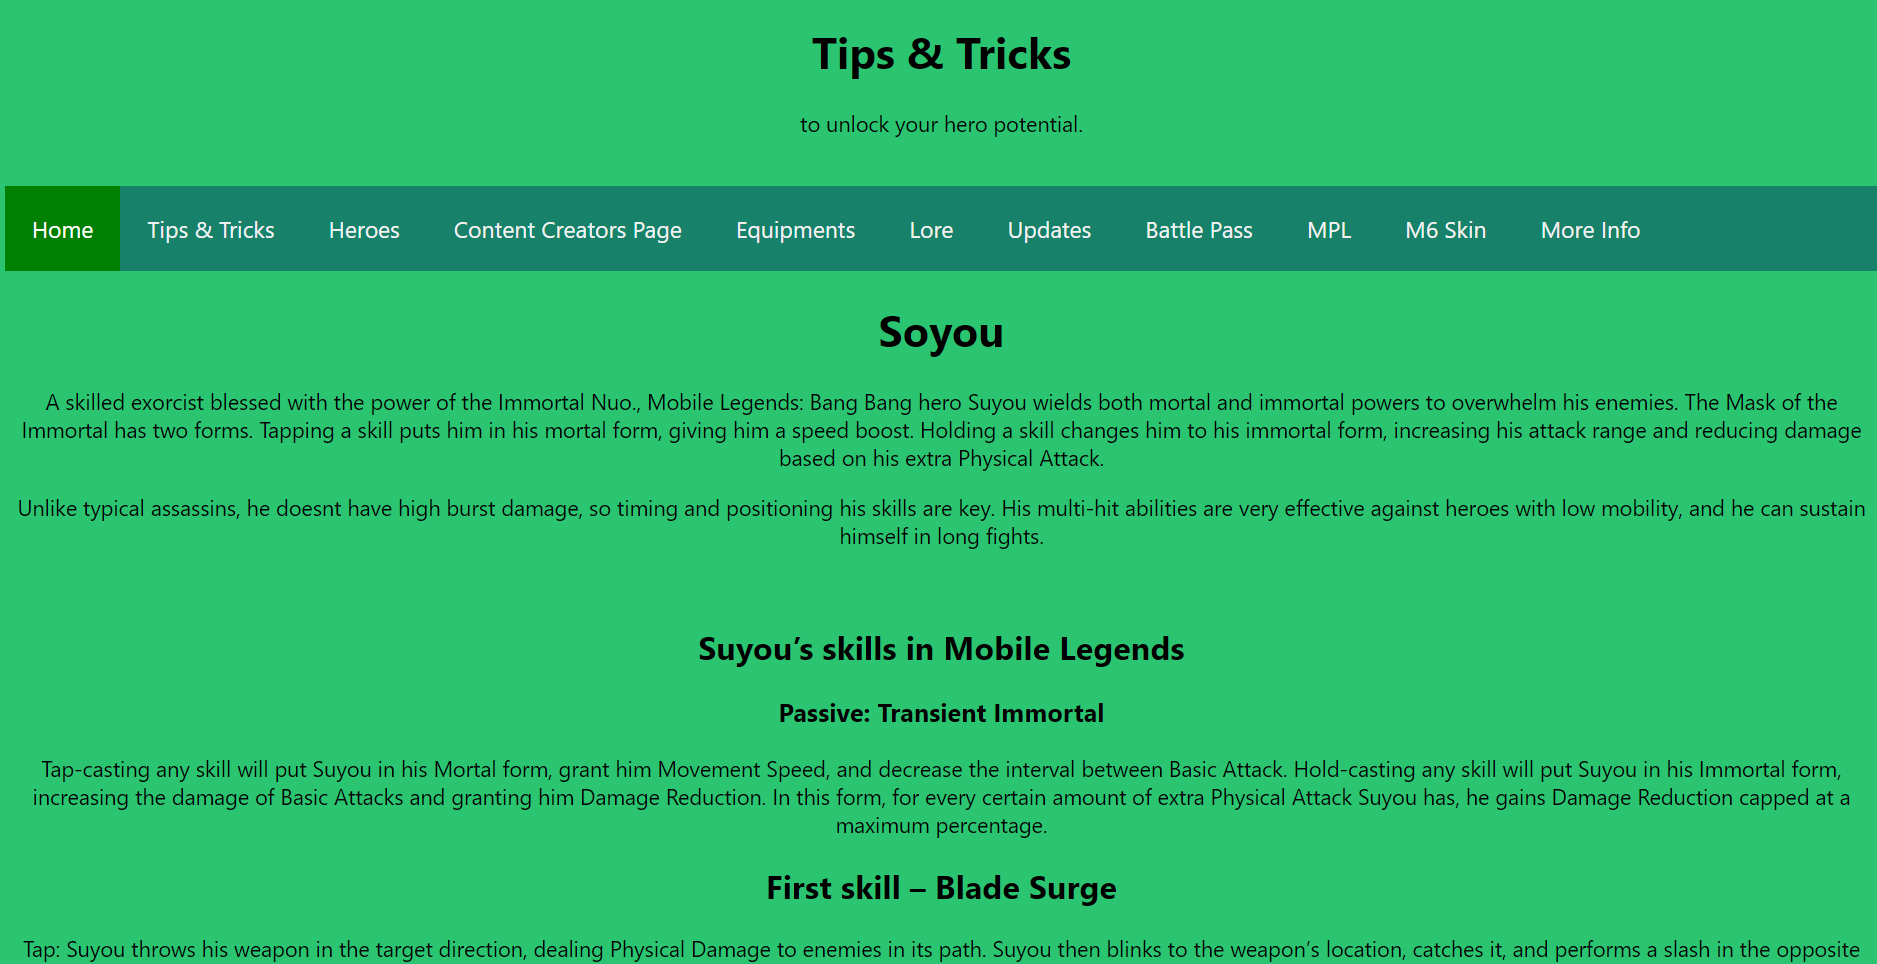 Tips & Tricks
to unlock your hero potential.
Home Tips & Tricks Heroes Content Creators Page Equipments Lore Updates Battle Pass MPL M6 Skin More Info
Soyou
A skilled exorcist blessed with the power of the Immortal Nuo., Mobile Legends: Bang Bang hero Suyou wields both mortal and immortal powers to overwhelm his enemies. The Mask of the
Immortal has two forms. Tapping a skill puts him in his mortal form, giving him a speed boost. Holding a skill changes him to his immortal form, increasing his attack range and reducing damage
based on his extra Physical Attack.
Unlike typical assassins, he doesnt have high burst damage, so timing and positioning his skills are key. His multi-hit abilities are very effective against heroes with low mobility, and he can sustain
himself in long fights.
Suyou’s skills in Mobile Legends
Passive: Transient Immortal
Tap-casting any skill will put Suyou in his Mortal form, grant him Movement Speed, and decrease the interval between Basic Attack. Hold-casting any skill will put Suyou in his Immortal form,
increasing the damage of Basic Attacks and granting him Damage Reduction. In this form, for every certain amount of extra Physical Attack Suyou has, he gains Damage Reduction capped at a
maximum percentage.
First skill – Blade Surge
Tap: Suyou throws his weapon in the target direction, dealing Physical Damage to enemies in its path. Suyou then blinks to the weapon’s location, catches it, and performs a slash in the opposite